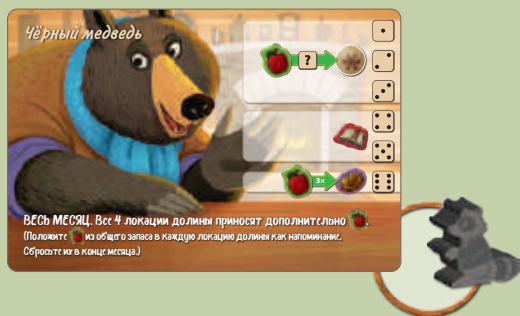 Чёрный медведь
?
3×
ВЕСЬ МЕСЯЦ. Все 4 локации долины приносят дополнительно .
(Положите из общего запаса в каждую локацию долины как напоминание.
Сбросьте их в конце месяца.)